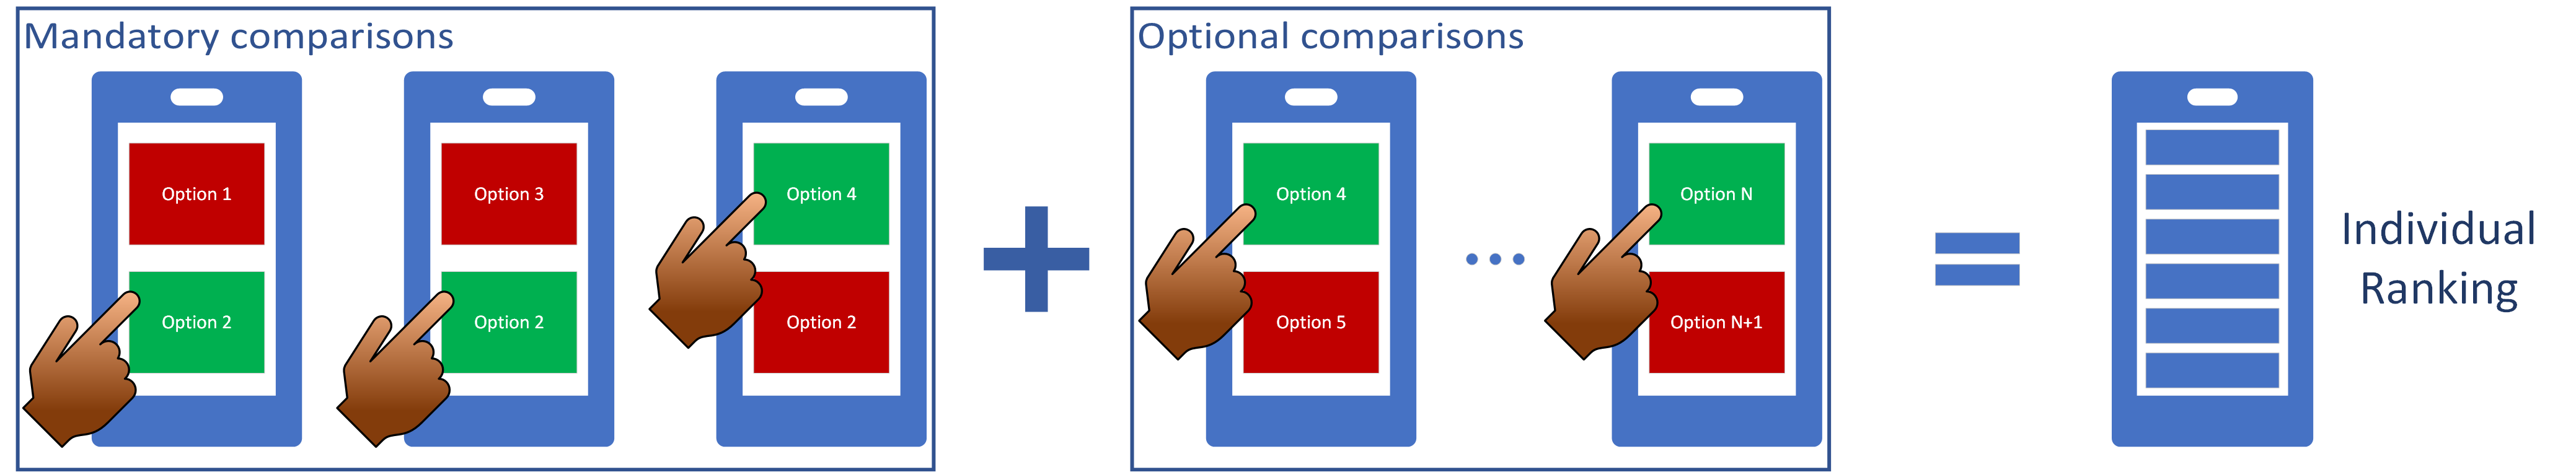 Mandatory comparisons
Option 1
Option 2
Option 3
Option 2
Option 4
Option 2
Optional comparisons
Option 4
Option 5
Option N
Option N+1
Individual
Ranking